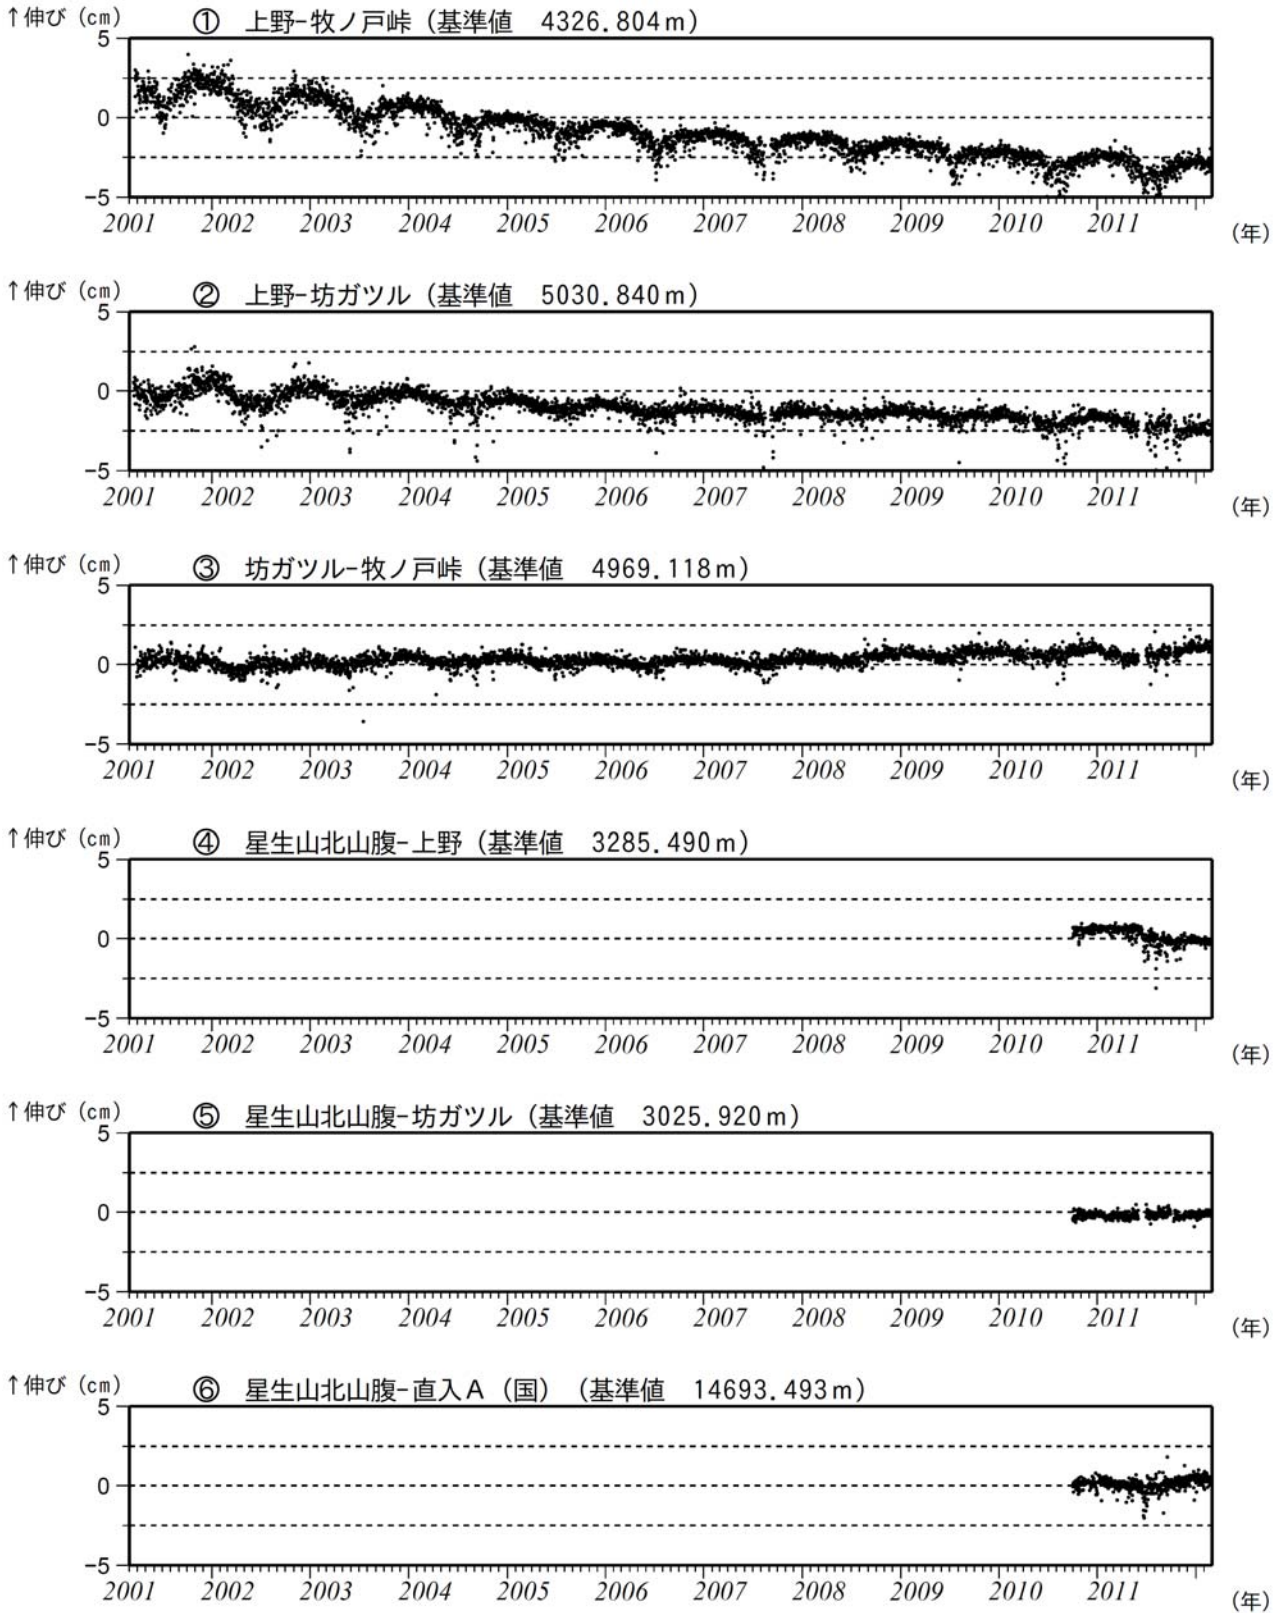 ↑伸び（cm） ① 上野−牧ノ戸峠（基準値　4326.804m）
5
0
−5
2001 2002 2003 2004 2005 2006 2007 2008 2009 2010 2011
（年）
↑伸び（cm） ② 上野−坊ガツル（基準値　5030.840m）
5
0
−5
2001 2002 2003 2004 2005 2006 2007 2008 2009 2010 2011
（年）
↑伸び（cm） ③ 坊ガツル−牧ノ戸峠（基準値　4969.118m）
5
0
−5
2001 2002 2003 2004 2005 2006 2007 2008 2009 2010 2011
（年）
↑伸び（cm） ④ 星生山北山腹−上野（基準値　3285.490m）
5
0
−5
2001 2002 2003 2004 2005 2006 2007 2008 2009 2010 2011
（年）
↑伸び（cm） ⑤ 星生山北山腹−坊ガツル（基準値　3025.920m）
5
0
−5
2001 2002 2003 2004 2005 2006 2007 2008 2009 2010 2011
（年）
↑伸び（cm） ⑥ 星生山北山腹−直入Ａ（国）（基準値　14693.493m）
5
0
−5
2001 2002 2003 2004 2005 2006 2007 2008 2009 2010 2011
（年）